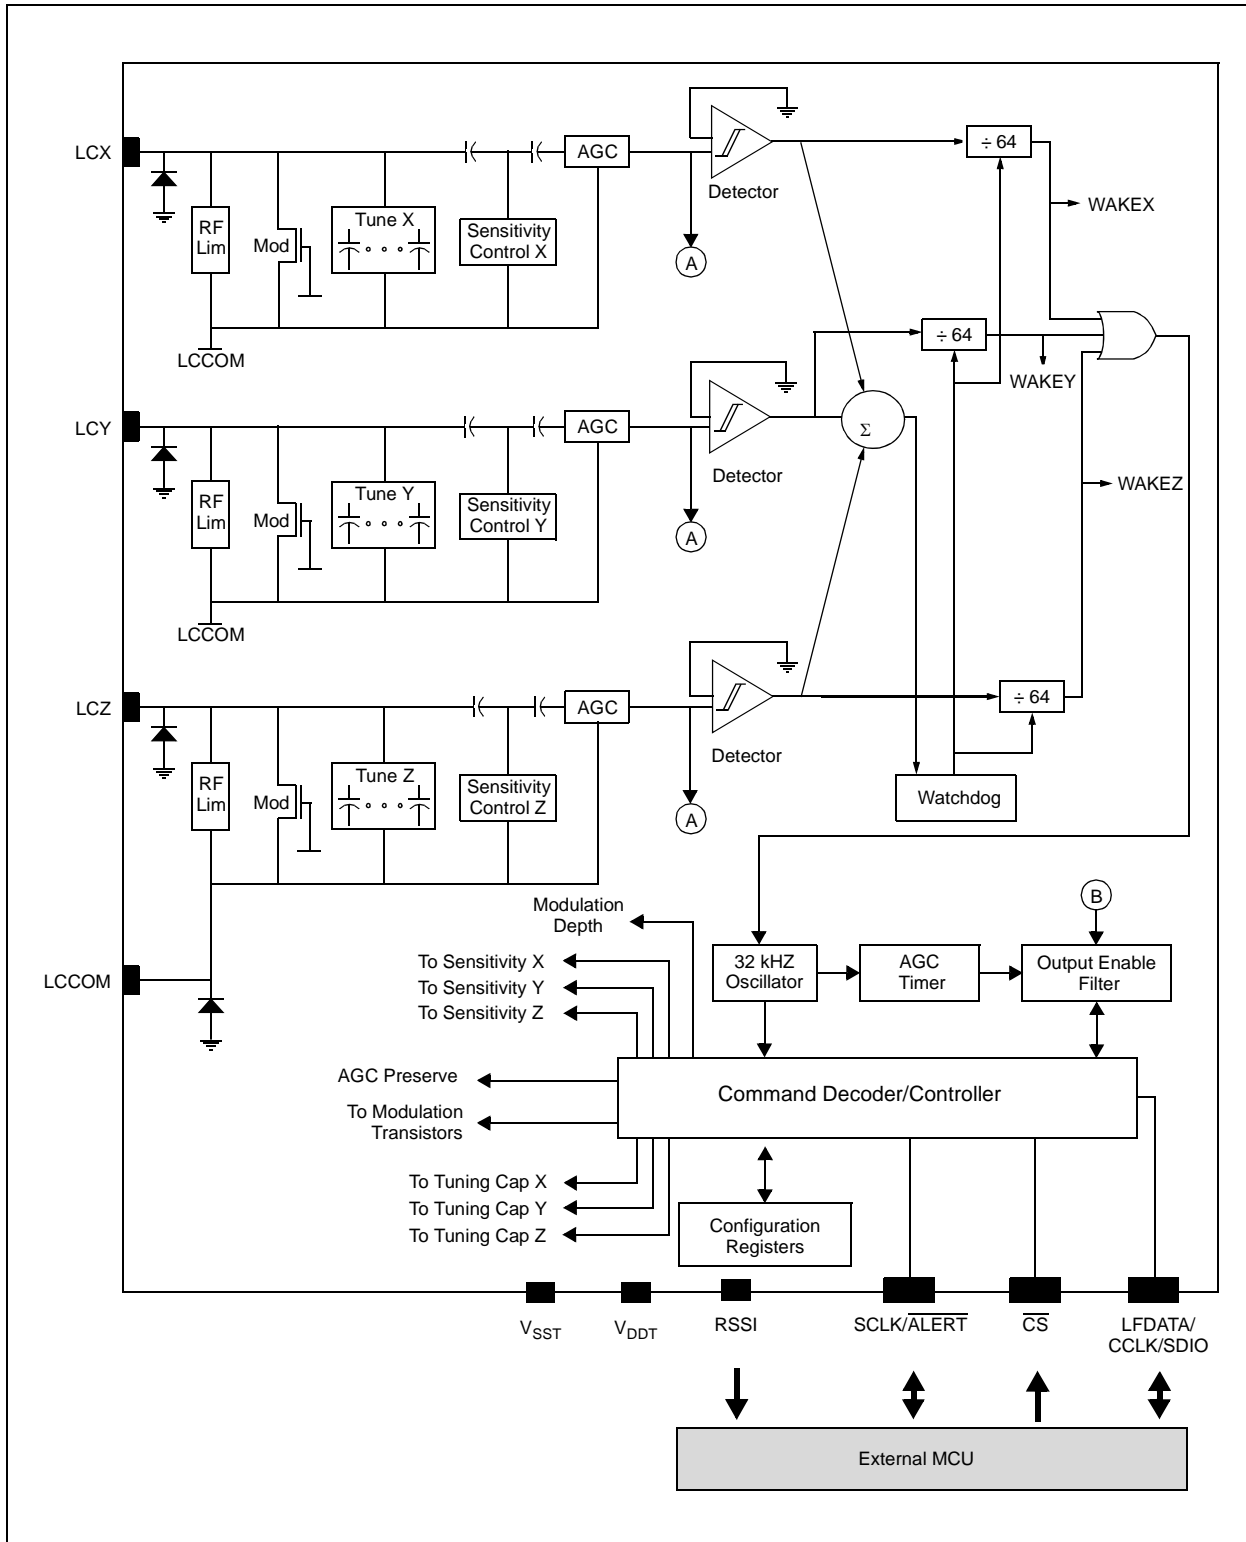 LCX
RF
Lim
Mod
Tune X
Sensitivity
Control X
AGC
Detector
A
÷ 64
WAKEX
LCCOM
÷ 64
WAKEY
LCY
RF
Lim
Mod
Tune Y
Sensitivity
Control Y
AGC
Detector
A
Σ
WAKEZ
LCCOM
LCZ
RF
Lim
Mod
Tune Z
Sensitivity
Control Z
AGC
Detector
A
÷ 64
Watchdog
LCCOM
Modulation
Depth
To Sensitivity X
To Sensitivity Y
To Sensitivity Z
AGC Preserve
To Modulation
Transistors
To Tuning Cap X
To Tuning Cap Y
To Tuning Cap Z
B
32 kHZ
Oscillator
AGC
Timer
Output Enable
Filter
Command Decoder/Controller
Configuration
Registers
VSST
VDDT
RSSI
SCLK/ALERT
CS
LFDATA/
CCLK/SDIO
External MCU